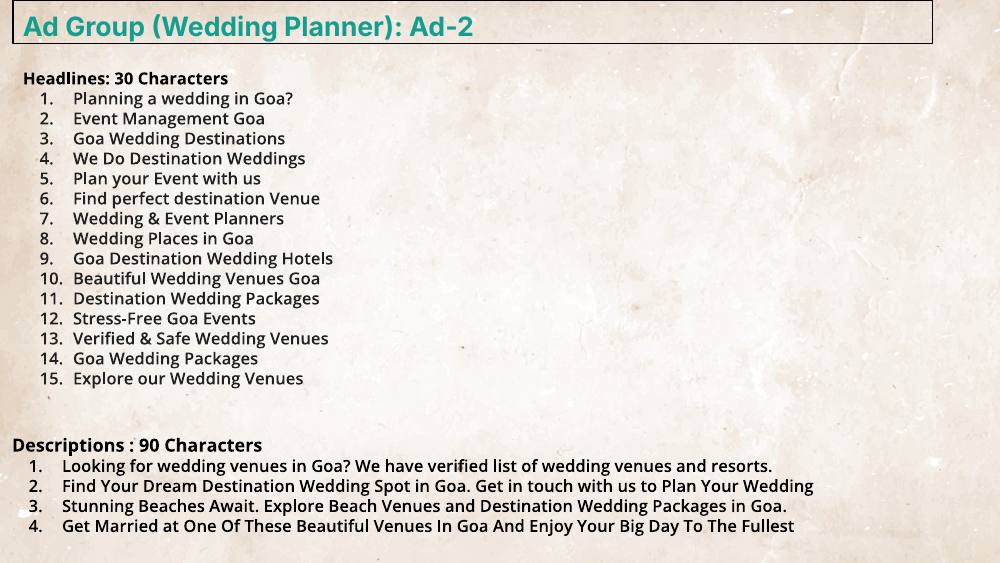 Ad Group (Wedding Planner): Ad-2
Headlines: 30 Characters
1. Planning a wedding in Goa?
2. Event Management Goa
3. Goa Wedding Destinations
4. We Do Destination Weddings
5. Plan your Event with us
6. Find perfect destination Venue
7. Wedding & Event Planners
8. Wedding Places in Goa
9. Goa Destination Wedding Hotels
10. Beautiful Wedding Venues Goa
11. Destination Wedding Packages
12. Stress-Free Goa Events
13. Verified & Safe Wedding Venues
14. Goa Wedding Packages
15. Explore our Wedding Venues
Descriptions : 90 Characters
1. Looking for wedding venues in Goa? We have verified list of wedding venues and resorts.
2. Find Your Dream Destination Wedding Spot in Goa. Get in touch with us to Plan Your Wedding
3. Stunning Beaches Await. Explore Beach Venues and Destination Wedding Packages in Goa.
4. Get Married at One Of These Beautiful Venues In Goa And Enjoy Your Big Day To The Fullest